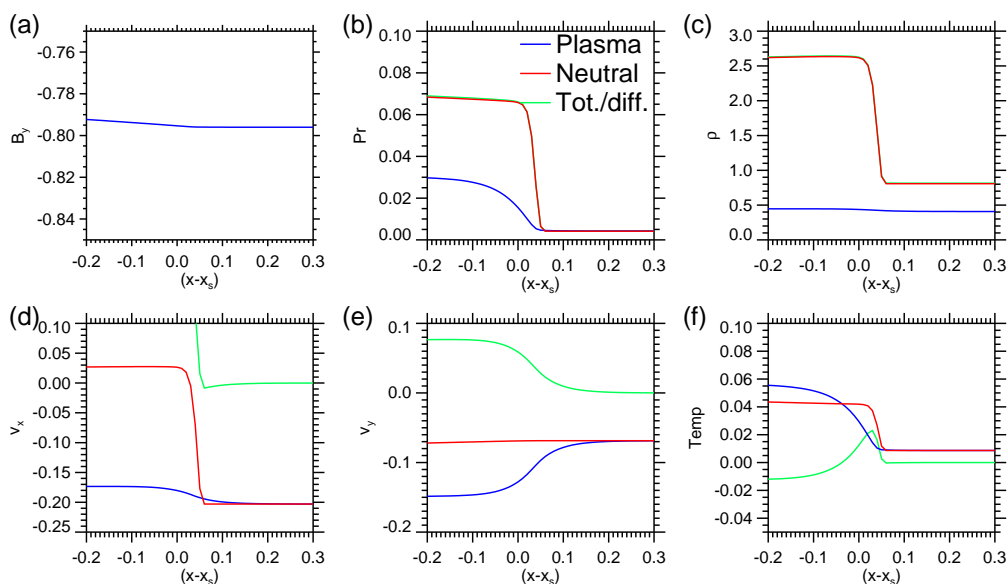 (a)
-0.76
-0.78
-0.80
-0.82
-0.84
B_y
-0.2 -0.1 0.0 0.1 0.2 0.3
(x-x_s)
(b)
0.10
0.08
0.06
0.04
0.02
0.00
Pr
Plasma
Neutral
Tot./diff.
-0.2 -0.1 0.0 0.1 0.2 0.3
(x-x_s)
(c)
3.0
2.5
2.0
1.5
1.0
0.5
0.0
ρ
-0.2 -0.1 0.0 0.1 0.2 0.3
(x-x_s)
(d)
0.10
0.05
0.00
-0.05
-0.10
-0.15
-0.20
-0.25
v_x
-0.2 -0.1 0.0 0.1 0.2 0.3
(x-x_s)
(e)
0.1
0.0
-0.1
-0.2
v_y
-0.2 -0.1 0.0 0.1 0.2 0.3
(x-x_s)
(f)
0.10
0.08
0.06
0.04
0.02
0.00
-0.02
-0.04
Temp
-0.2 -0.1 0.0 0.1 0.2 0.3
(x-x_s)